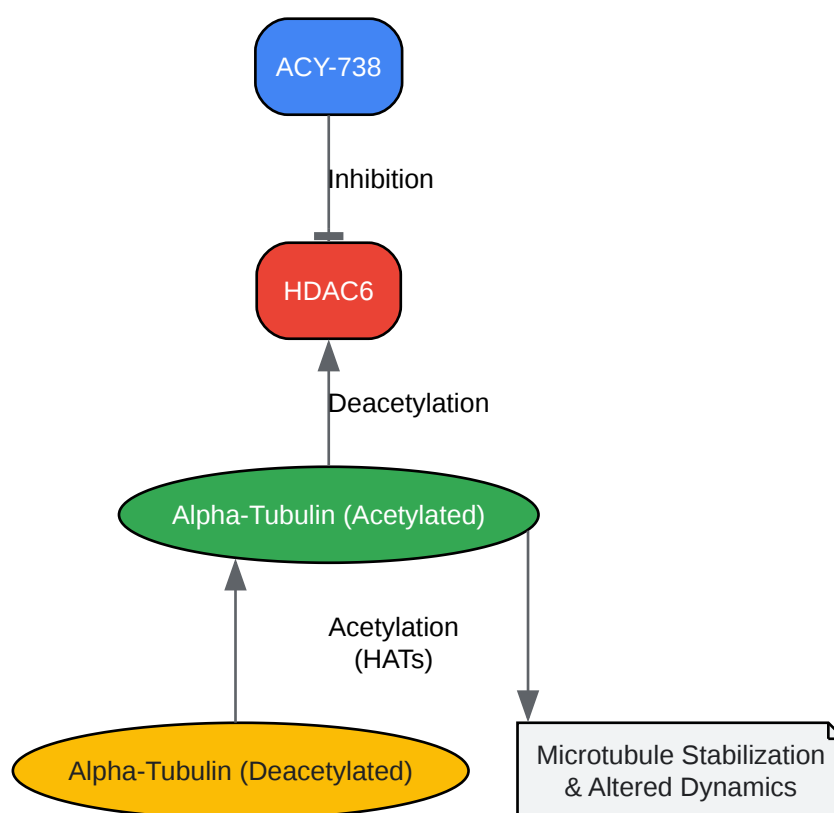 ACY-738
Inhibition
HDAC6
Deacetylation
Alpha-Tubulin (Acetylated)
Acetylation
(HATs)
Alpha-Tubulin (Deacetylated)
Microtubule Stabilization
& Altered Dynamics